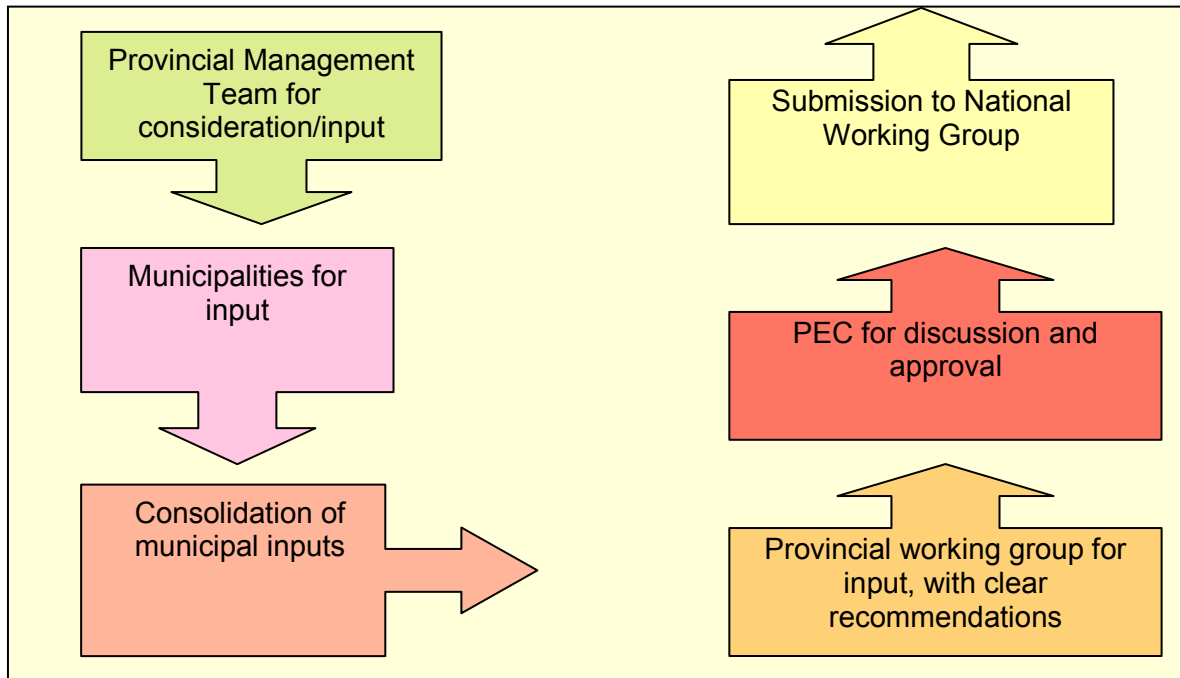 Provincial Management
Team for
consideration/input
Municipalities for
input
Consolidation of
municipal inputs
Provincial working group for
input, with clear
recommendations
PEC for discussion and
approval
Submission to National
Working Group